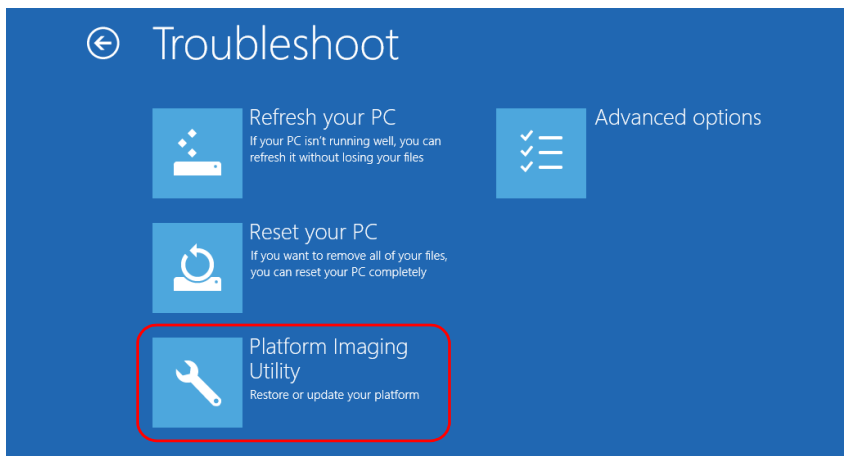 Troubleshoot
Refresh your PC
If your PC isn't running well, you can
refresh it without losing your files
Advanced options
Reset your PC
If you want to remove all of your files,
you can reset your PC completely
Platform Imaging
Utility
Restore or update your platform